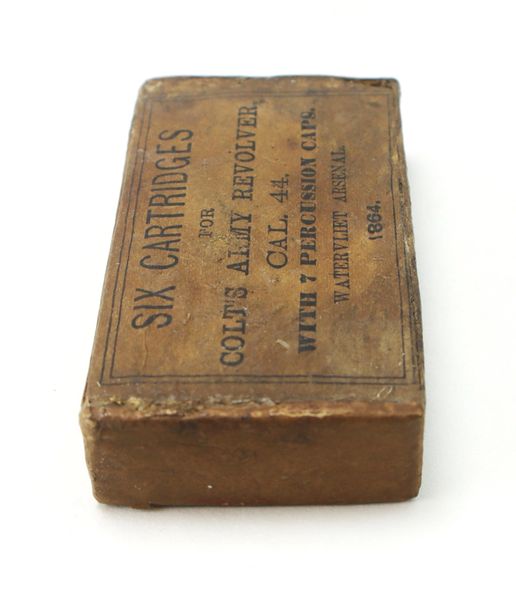 SIX CARTRIDGES
FOR
COLT'S ARMY REVOLVER,
CAL. 44.
WITH 7 PERCUSSION CAPS.
WATERVLIET ARSENAL
1864.